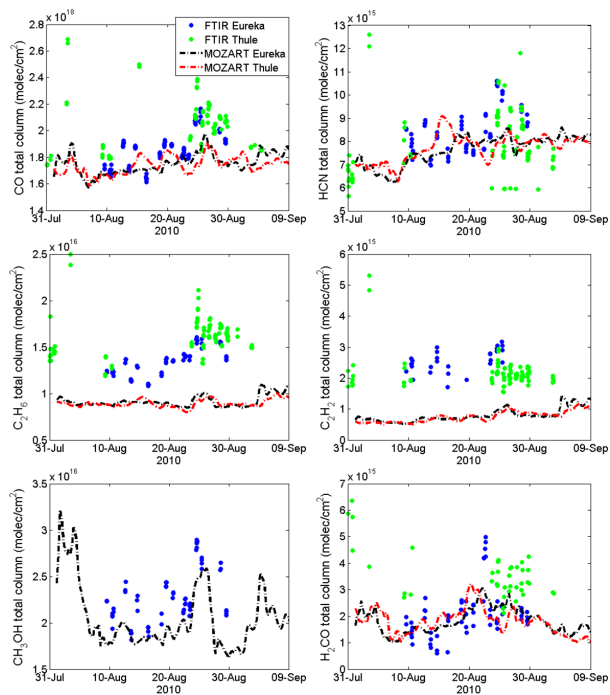 x 10^18
2.8
2.6
2.4
2.2
2
1.8
1.6
1.4
CO total column (molec/cm^2)
31-Jul 10-Aug 20-Aug 30-Aug 09-Sep
2010
FTIR Eureka
FTIR Thule
MOZART Eureka
MOZART Thule
x 10^15
13
12
11
10
9
8
7
6
5
HCN total column (molec/cm^2)
31-Jul 10-Aug 20-Aug 30-Aug 09-Sep
2010
x 10^16
2.5
2
1.5
1
0.5
C_2H_6 total column (molec/cm^2)
31-Jul 10-Aug 20-Aug 30-Aug 09-Sep
2010
x 10^15
6
5
4
3
2
1
0
C_2H_2 total column (molec/cm^2)
31-Jul 10-Aug 20-Aug 30-Aug 09-Sep
2010
x 10^16
3.5
3
2.5
2
1.5
CH_3OH total column (molec/cm^2)
31-Jul 10-Aug 20-Aug 30-Aug 09-Sep
2010
x 10^15
7
6
5
4
3
2
1
0
H_2CO total column (molec/cm^2)
31-Jul 10-Aug 20-Aug 30-Aug 09-Sep
2010